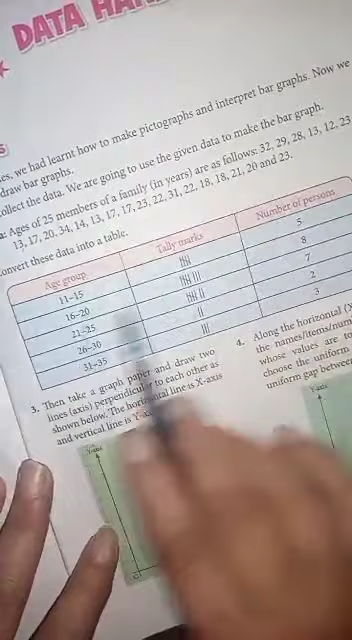 DATA
es, we had learnt how to make pictographs and interpret bar graphs. Now we
draw bar graphs.
ollect the data. We are going to use the given data to make the bar graph.
a: Ages of 25 members of a family (in years) are as follows: 32, 29, 28, 13, 12, 23
13, 17, 20, 34, 14, 13, 17, 17, 23, 22, 31, 22, 18, 18, 21, 20 and 23.
onvert these data into a table.
Age group Tally marks Number of persons
11–15 5
16–20 8
21–25 7
26–30 2
31–35 3
3. Then take a graph paper and draw two
lines (axis) perpendicular to each other as
shown below. The horizontal line is X-axis
and vertical line is
4. Along the horizontal (X
the names/items/num
whose values are to
choose the uniform
uniform gap between
Y-axis
Y-axis